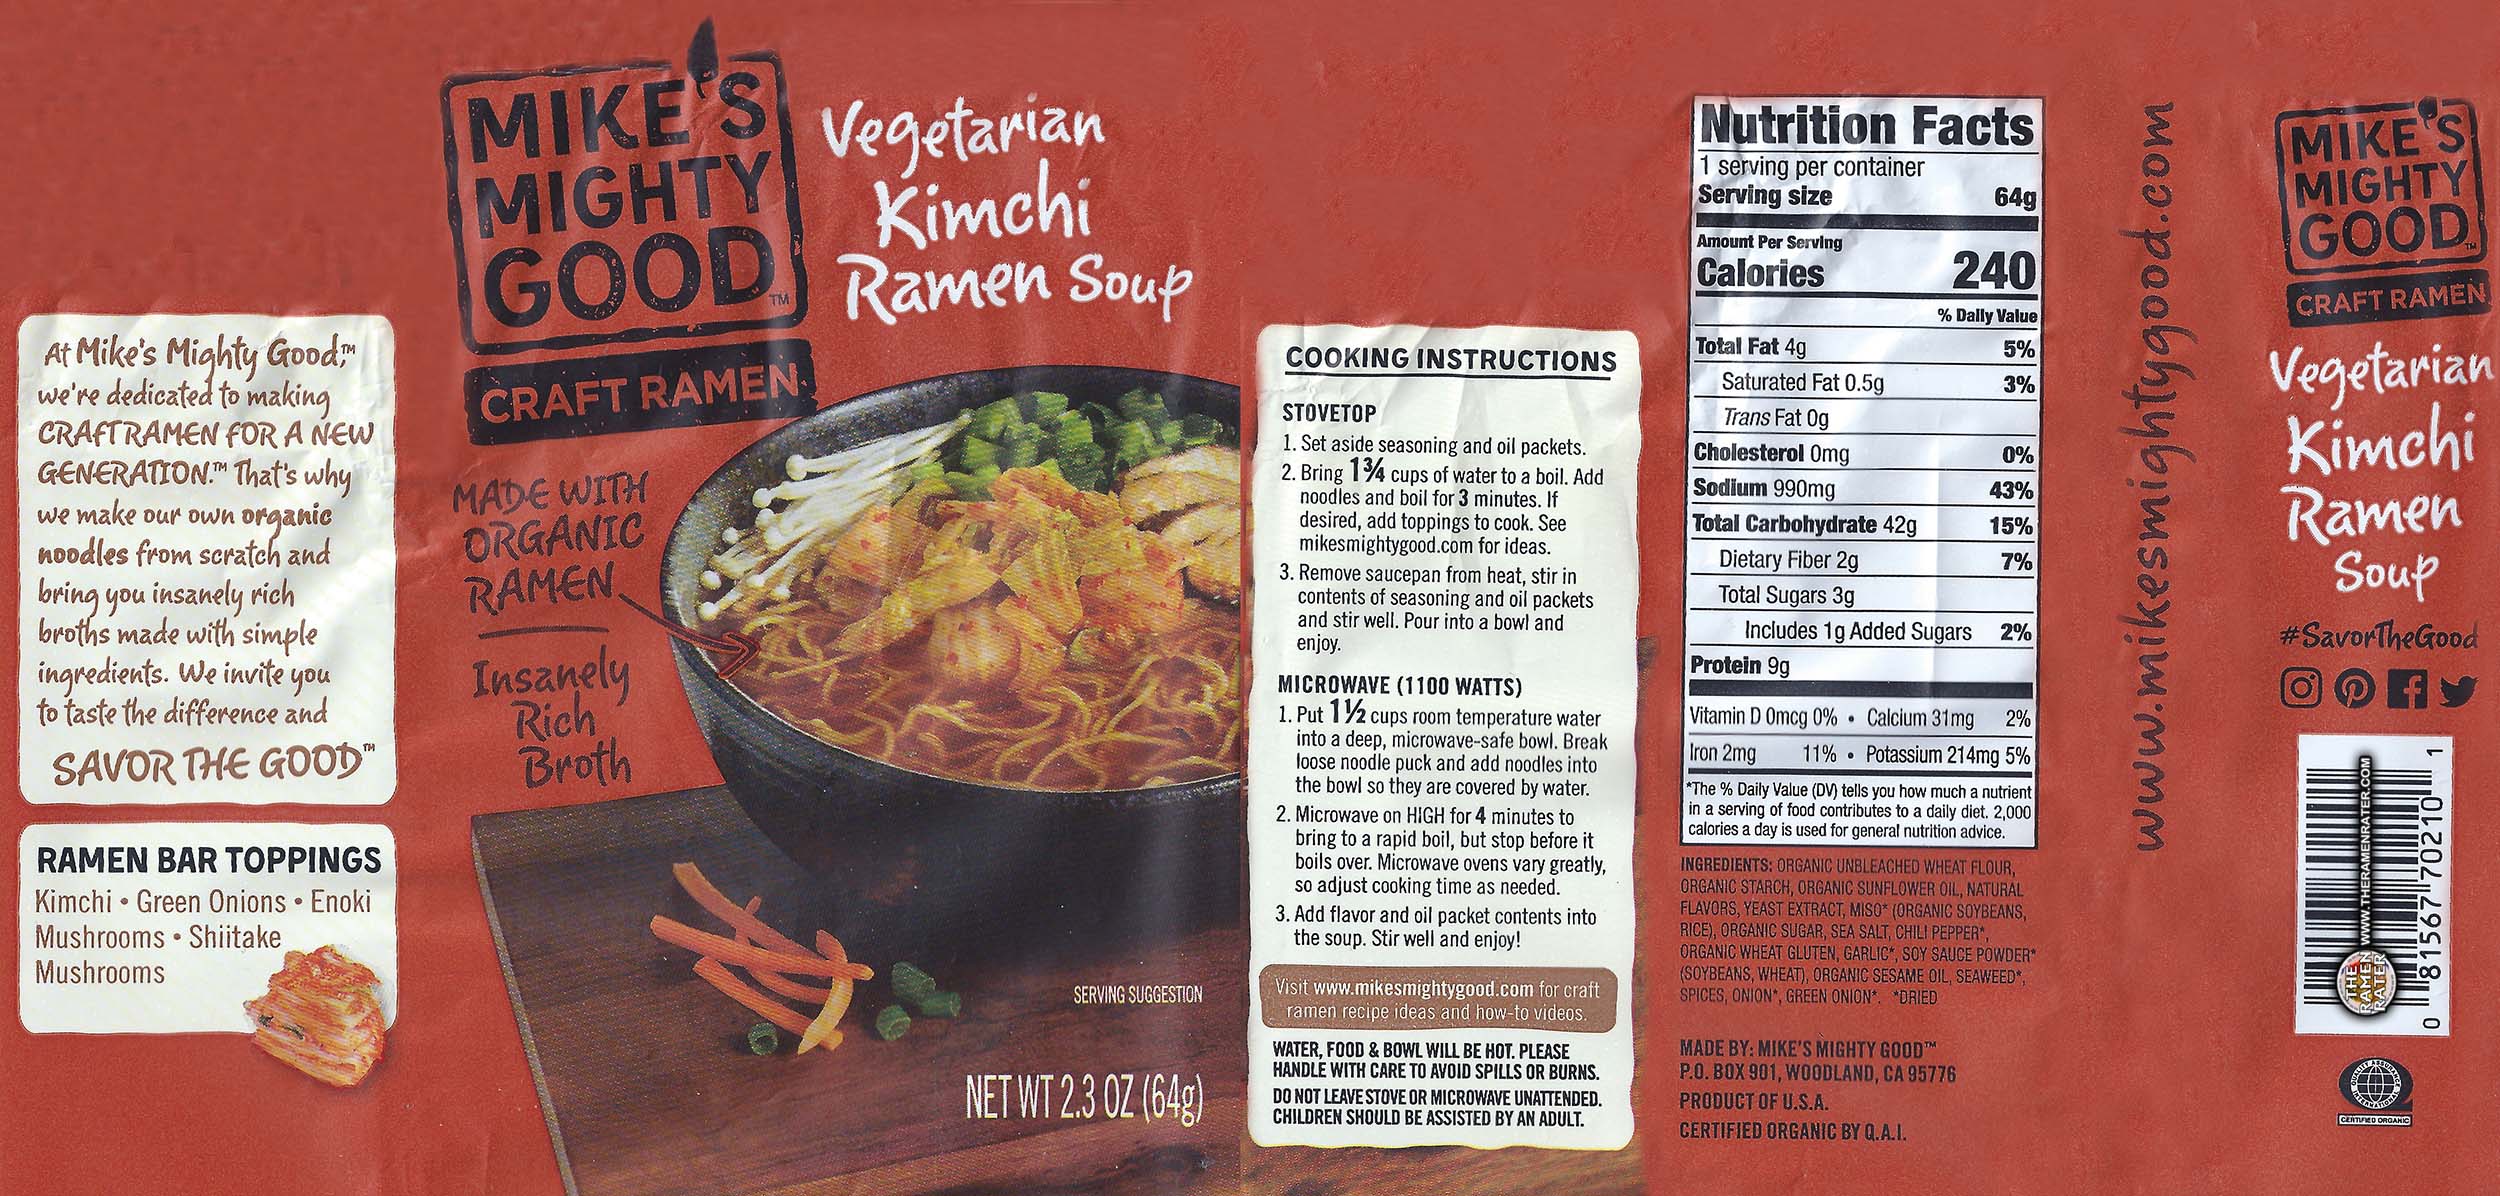 At Mike's Mighty Good,™
we're dedicated to making
CRAFT RAMEN FOR A NEW
GENERATION.™ That's why
we make our own organic
noodles from scratch and
bring you insanely rich
broths made with simple
ingredients. We invite you
to taste the difference and
SAVOR THE GOOD™
RAMEN BAR TOPPINGS
Kimchi • Green Onions • Enoki
Mushrooms • Shiitake
Mushrooms
MIKE'S
MIGHTY
GOOD™
CRAFT RAMEN
Vegetarian
Kimchi
Ramen Soup
MADE WITH
ORGANIC
RAMEN
Insanely
Rich
Broth
SERVING SUGGESTION
NET WT 2.3 OZ (64g)
COOKING INSTRUCTIONS
STOVETOP
1. Set aside seasoning and oil packets.
2. Bring 1¾ cups of water to a boil. Add
noodles and boil for 3 minutes. If
desired, add toppings to cook. See
mikesmightygood.com for ideas.
3. Remove saucepan from heat, stir in
contents of seasoning and oil packets
and stir well. Pour into a bowl and
enjoy.
MICROWAVE (1100 WATTS)
1. Put 1½ cups room temperature water
into a deep, microwave-safe bowl. Break
loose noodle puck and add noodles into
the bowl so they are covered by water.
2. Microwave on HIGH for 4 minutes to
bring to a rapid boil, but stop before it
boils over. Microwave ovens vary greatly,
so adjust cooking time as needed.
3. Add flavor and oil packet contents into
the soup. Stir well and enjoy!
Visit www.mikesmightygood.com for craft
ramen recipe ideas and how-to videos.
WATER, FOOD & BOWL WILL BE HOT. PLEASE
HANDLE WITH CARE TO AVOID SPILLS OR BURNS.
DO NOT LEAVE STOVE OR MICROWAVE UNATTENDED.
CHILDREN SHOULD BE ASSISTED BY AN ADULT.
Nutrition Facts
1 serving per container
Serving size 64g
Amount Per Serving
Calories 240
% Daily Value
Total Fat 4g 5%
Saturated Fat 0.5g 3%
Trans Fat 0g
Cholesterol 0mg 0%
Sodium 990mg 43%
Total Carbohydrate 42g 15%
Dietary Fiber 2g 7%
Total Sugars 3g
Includes 1g Added Sugars 2%
Protein 9g
Vitamin D 0mcg 0% • Calcium 31mg 2%
Iron 2mg 11% • Potassium 214mg 5%
*The % Daily Value (DV) tells you how much a nutrient
in a serving of food contributes to a daily diet. 2,000
calories a day is used for general nutrition advice.
INGREDIENTS: ORGANIC UNBLEACHED WHEAT FLOUR,
ORGANIC STARCH, ORGANIC SUNFLOWER OIL, NATURAL
FLAVORS, YEAST EXTRACT, MISO* (ORGANIC SOYBEANS,
RICE), ORGANIC SUGAR, SEA SALT, CHILI PEPPER*,
ORGANIC WHEAT GLUTEN, GARLIC*, SOY SAUCE POWDER*
(SOYBEANS, WHEAT), ORGANIC SESAME OIL, SEAWEED*,
SPICES, ONION*, GREEN ONION*. *DRIED
MADE BY: MIKE'S MIGHTY GOOD™
P.O. BOX 901, WOODLAND, CA 95776
PRODUCT OF U.S.A.
CERTIFIED ORGANIC BY Q.A.I.
www.mikesmightygood.com
MIKE'S
MIGHTY
GOOD™
CRAFT RAMEN
Vegetarian
Kimchi
Ramen
Soup
#SavorTheGood
0 81567 70210 1
WWW.THERAMENRATER.COM
THE
RAMEN
RATER
QUALITY ASSURANCE
INTERNATIONAL
CERTIFIED ORGANIC